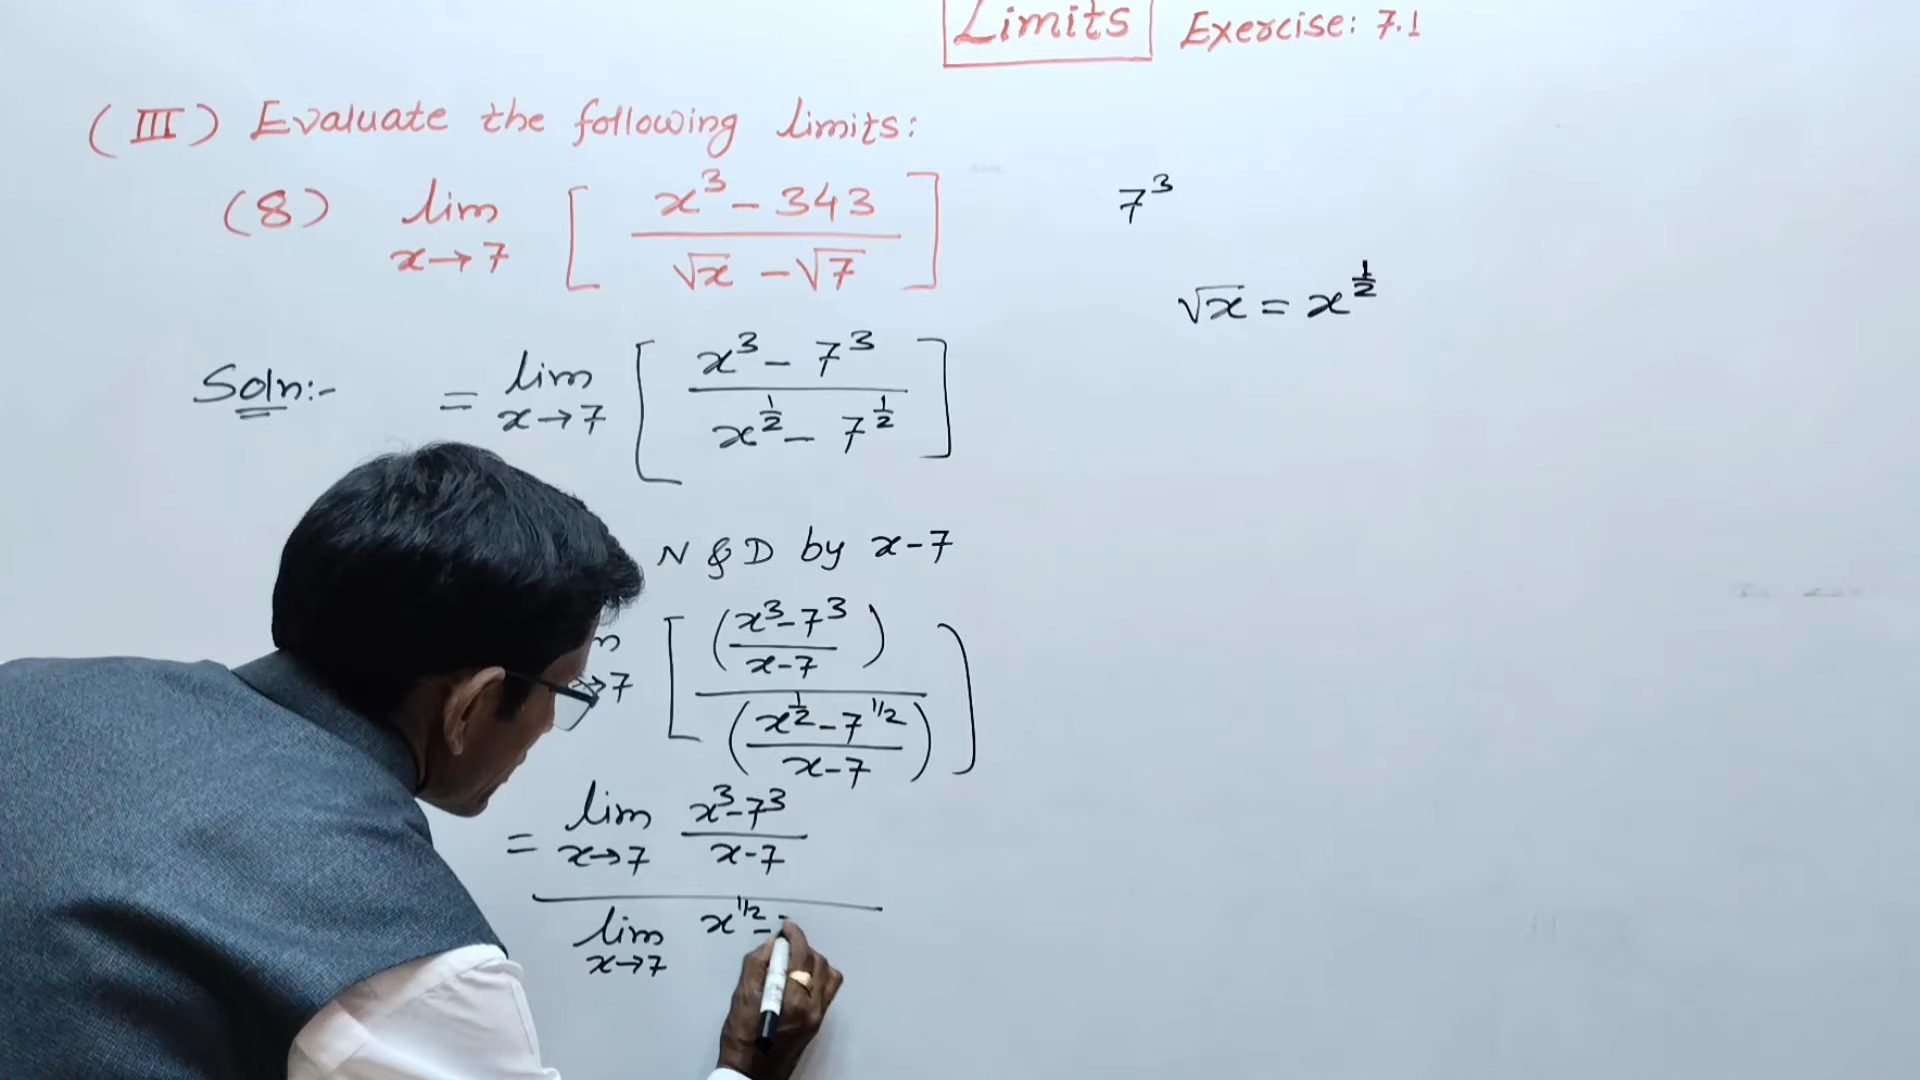 Limits Exercise: 7.1
(III) Evaluate the following limits:
(8) lim x→7 [ (x³ - 343) / (√x - √7) ]
7³
√x = x^(1/2)
Soln:- = lim x→7 [ (x³ - 7³) / (x^(1/2) - 7^(1/2)) ]
N & D by x-7
→7 [ ((x³-7³)/(x-7)) / ((x^(1/2)-7^(1/2))/(x-7)) ]
= lim x→7 (x³-7³)/(x-7)
lim x→7 x^(1/2) -